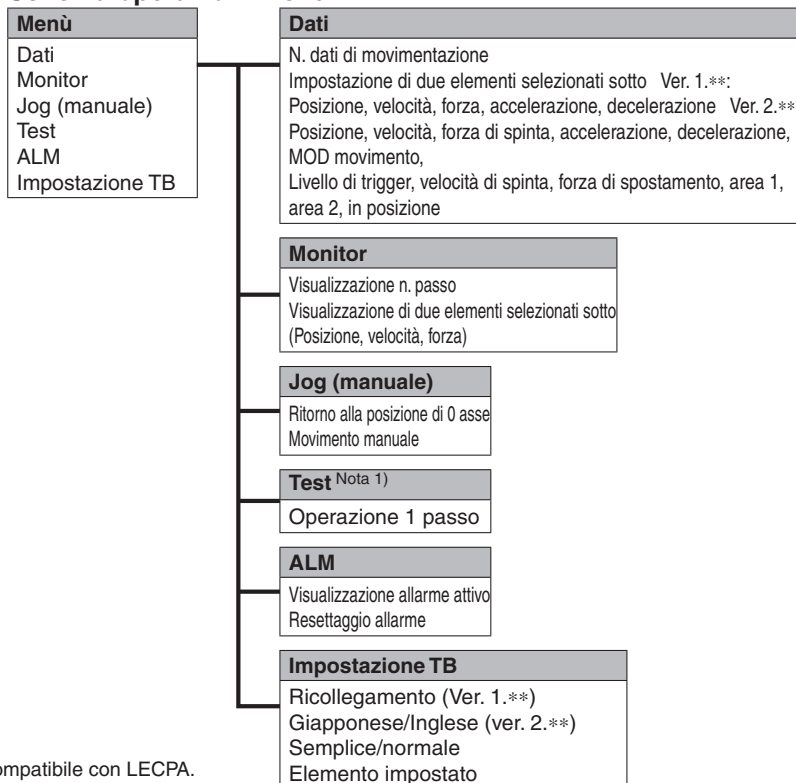 Menù
Dati
Monitor
Jog (manuale)
Test
ALM
Impostazione TB
Dati
N. dati di movimentazione
Impostazione di due elementi selezionati sotto Ver. 1.**:
Posizione, velocità, forza, accelerazione, decelerazione Ver. 2.**
Posizione, velocità, forza di spinta, accelerazione, decelerazione,
MOD movimento,
Livello di trigger, velocità di spinta, forza di spostamento, area 1,
area 2, in posizione
Monitor
Visualizzazione n. passo
Visualizzazione di due elementi selezionati sotto
(Posizione, velocità, forza)
Jog (manuale)
Ritorno alla posizione di 0 asse
Movimento manuale
Test Nota 1)
Operazione 1 passo
ALM
Visualizzazione allarme attivo
Resettaggio allarme
Impostazione TB
Ricollegamento (Ver. 1.**)
Giapponese/Inglese (ver. 2.**)
Semplice/normale
Elemento impostato
compatibile con LECPA.